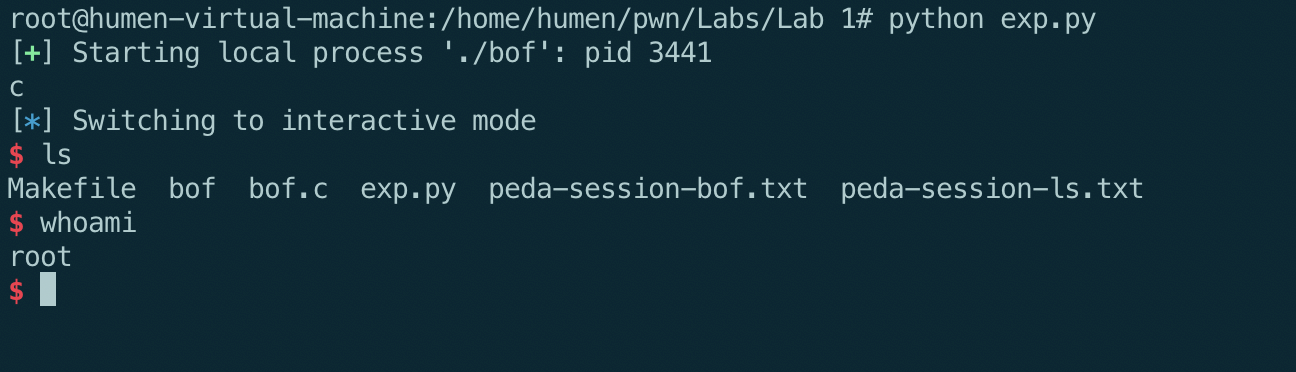 root@humen-virtual-machine:/home/humen/pwn/Labs/Lab 1# python exp.py
[+] Starting local process './bof': pid 3441
c
[*] Switching to interactive mode
$ ls
Makefile  bof  bof.c  exp.py  peda-session-bof.txt  peda-session-ls.txt
$ whoami
root
$